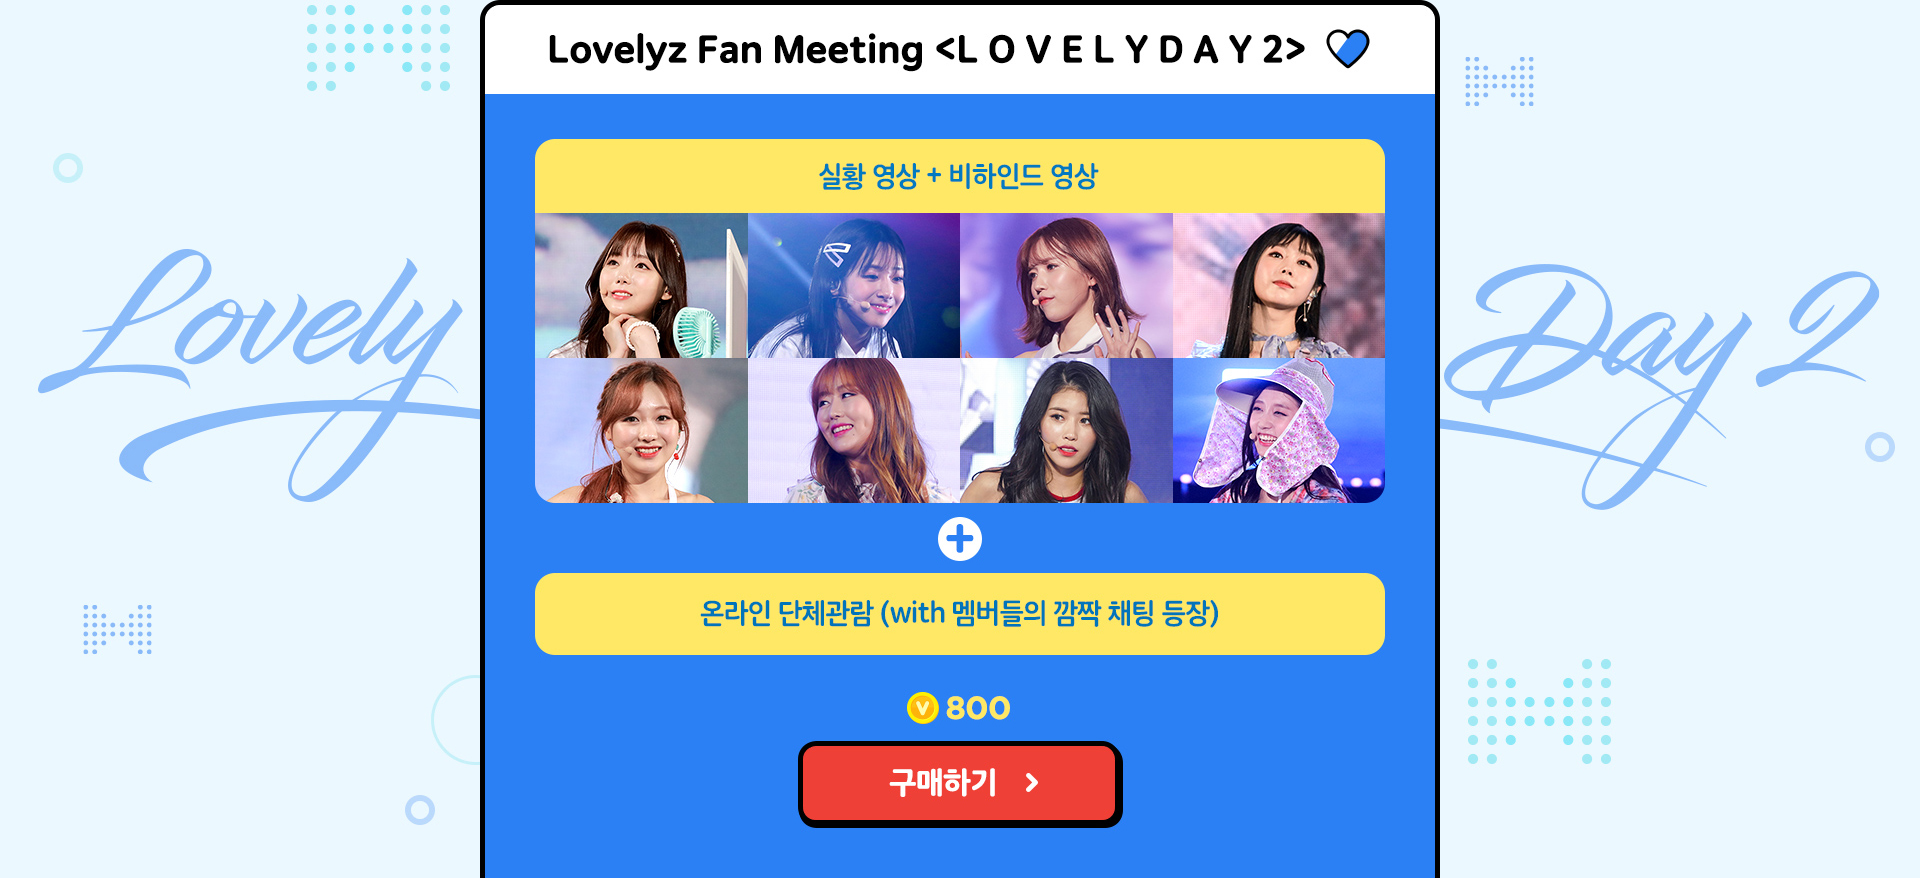 Lovelyz Fan Meeting <L O V E L Y D A Y 2>
실황 영상 + 비하인드 영상
Lovely
Day 2
온라인 단체관람 (with 멤버들의 깜짝 채팅 등장)
V 800
구매하기 >